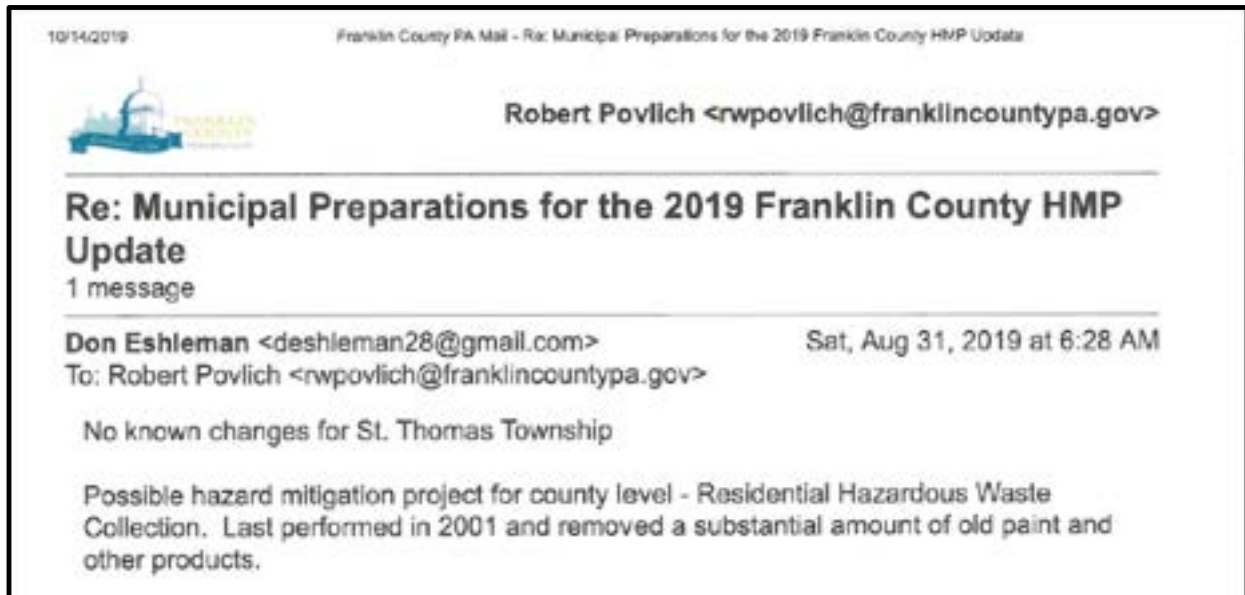 10/14/2019 Franklin County PA Mail - Re: Municipal Preparations for the 2019 Franklin County HMP Update
FRANKLIN
COUNTY
Robert Povlich <rwpovlich@franklincountypa.gov>
Re: Municipal Preparations for the 2019 Franklin County HMP
Update
1 message
Don Eshleman <deshleman28@gmail.com> Sat, Aug 31, 2019 at 6:28 AM
To: Robert Povlich <rwpovlich@franklincountypa.gov>
No known changes for St. Thomas Township
Possible hazard mitigation project for county level - Residential Hazardous Waste
Collection. Last performed in 2001 and removed a substantial amount of old paint and
other products.